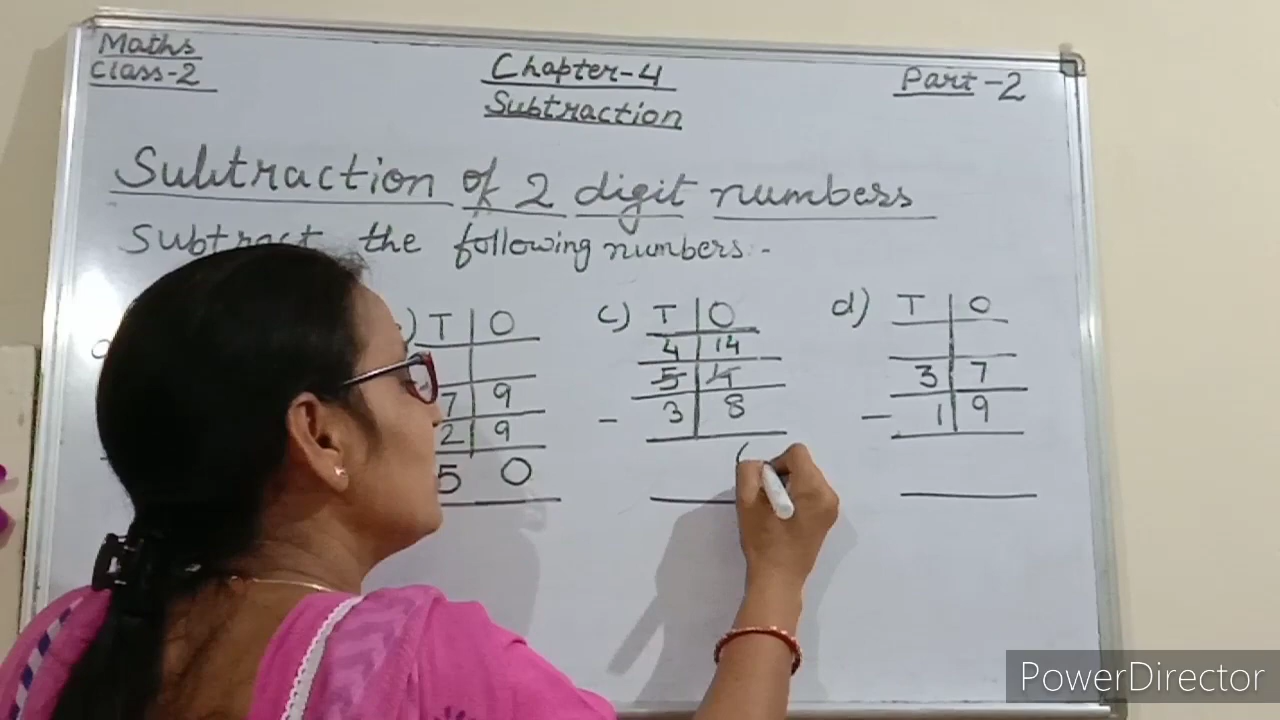 Maths
Class-2
Chapter-4
Subtraction
Part-2
Subtraction of 2 digit numbers
Subtract the following numbers:-
T O
7 9
2 9
5 0
c) T O
4 14
5 4
- 3 8
d) T O
3 7
- 1 9
PowerDirector